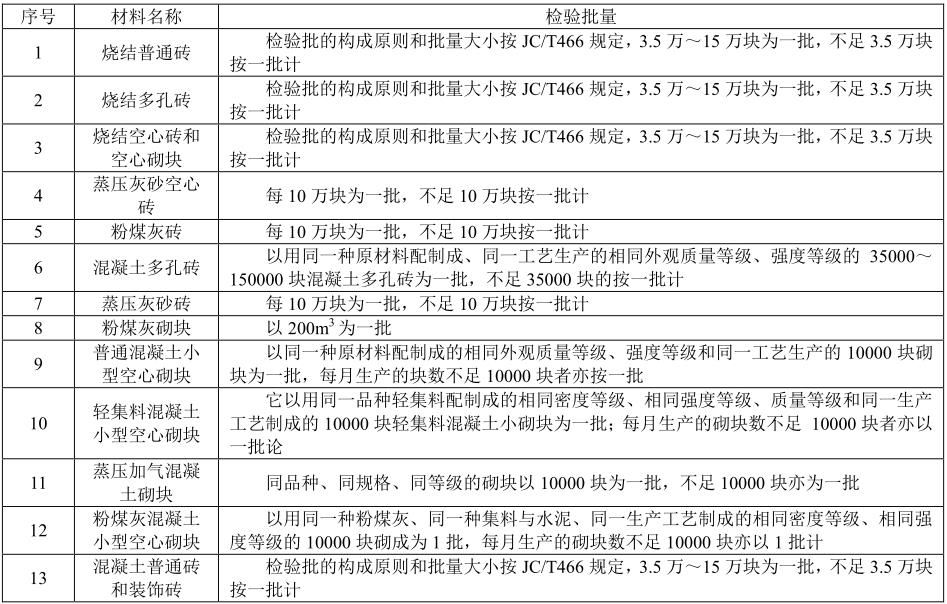 序号 材料名称 检验批量
1 烧结普通砖 检验批的构成原则和批量大小按 JC/T466 规定，3.5 万～15 万块为一批，不足 3.5 万块
按一批计
2 烧结多孔砖 检验批的构成原则和批量大小按 JC/T466 规定，3.5 万～15 万块为一批，不足 3.5 万块
按一批计
3 烧结空心砖和
空心砌块
检验批的构成原则和批量大小按 JC/T466 规定，3.5 万～15 万块为一批，不足 3.5 万块
按一批计
4 蒸压灰砂空心
砖
每 10 万块为一批，不足 10 万块按一批计
5 粉煤灰砖 每 10 万块为一批，不足 10 万块按一批计
6 混凝土多孔砖 以用同一种原材料配制成、同一工艺生产的相同外观质量等级、强度等级的 35000～
150000 块混凝土多孔砖为一批，不足 35000 块的按一批计
7 蒸压灰砂砖 每 10 万块为一批，不足 10 万块按一批计
8 粉煤灰砌块 以 200m³为一批
9 普通混凝土小
型空心砌块
以同一种原材料配制成的相同外观质量等级、强度等级和同一工艺生产的 10000 块砌
块为一批，每月生产的块数不足 10000 块者亦按一批
10 轻集料混凝土
小型空心砌块
它以用同一品种轻集料配制成的相同密度等级、相同强度等级、质量等级和同一生产
工艺制成的 10000 块轻集料混凝土小砌块为一批；每月生产的砌块数不足 10000 块者亦以
一批论
11 蒸压加气混凝
土砌块
同品种、同规格、同等级的砌块以 10000 块为一批，不足 10000 块亦为一批
12 粉煤灰混凝土
小型空心砌块
以用同一种粉煤灰、同一种集料与水泥、同一生产工艺制成的相同密度等级、相同强
度等级的 10000 块砌成为 1 批，每月生产的砌块数不足 10000 块亦以 1 批计
13 混凝土普通砖
和装饰砖
检验批的构成原则和批量大小按 JC/T466 规定，3.5 万～15 万块为一批，不足 3.5 万块
按一批计